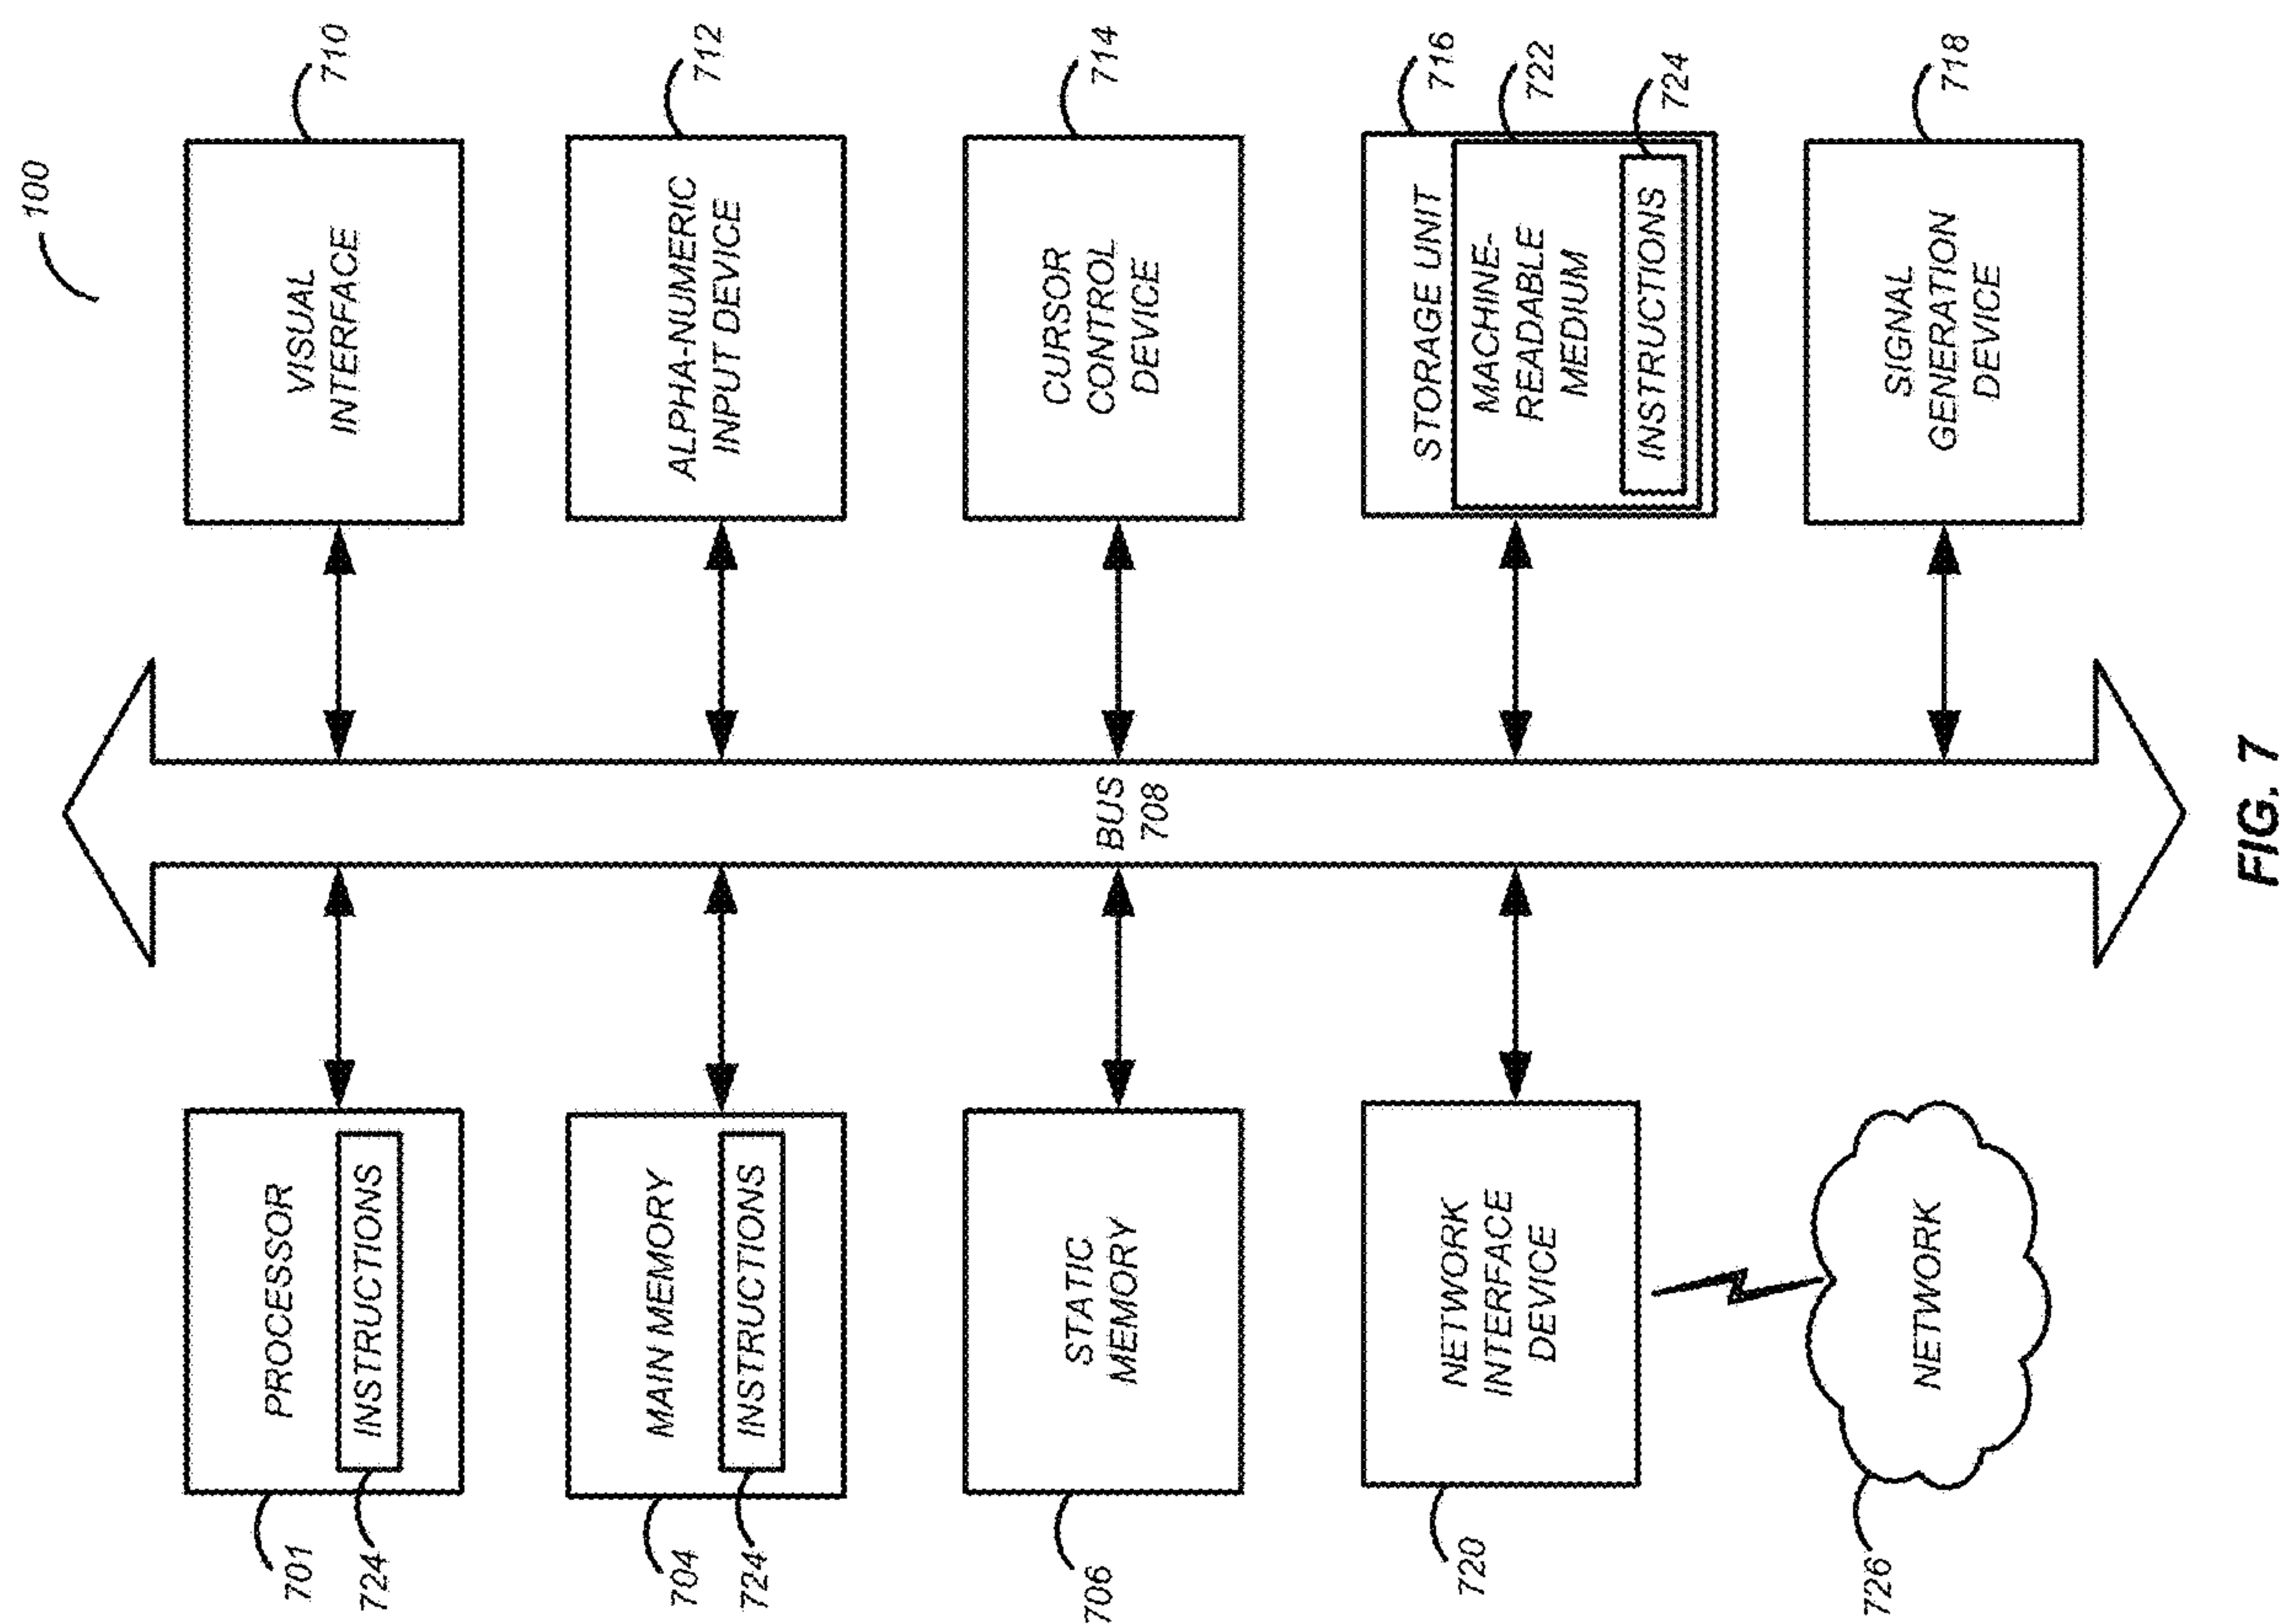 100
VISUAL
INTERFACE
710
ALPHA-NUMERIC
INPUT DEVICE
712
CURSOR
CONTROL
DEVICE
714
STORAGE UNIT
716
MACHINE-
READABLE
MEDIUM
722
INSTRUCTIONS
724
SIGNAL
GENERATION
DEVICE
718
BUS
708
PROCESSOR
701
INSTRUCTIONS
724
MAIN MEMORY
704
INSTRUCTIONS
724
STATIC
MEMORY
706
NETWORK
INTERFACE
DEVICE
720
NETWORK
726
FIG. 7